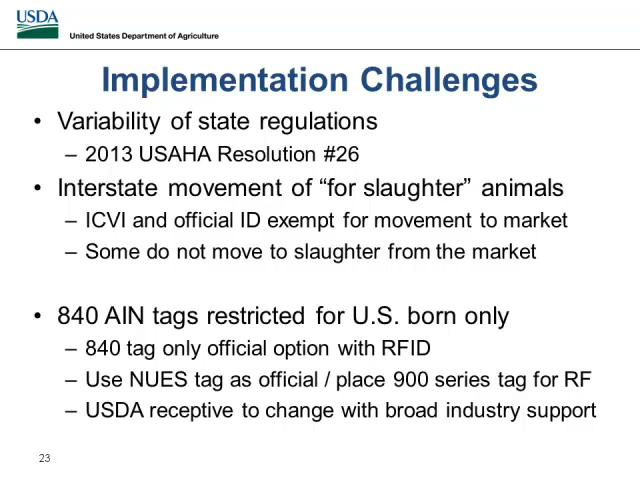 USDA
United States Department of Agriculture
Implementation Challenges
• Variability of state regulations
– 2013 USAHA Resolution #26
• Interstate movement of “for slaughter” animals
– ICVI and official ID exempt for movement to market
– Some do not move to slaughter from the market
• 840 AIN tags restricted for U.S. born only
– 840 tag only official option with RFID
– Use NUES tag as official / place 900 series tag for RF
– USDA receptive to change with broad industry support
23